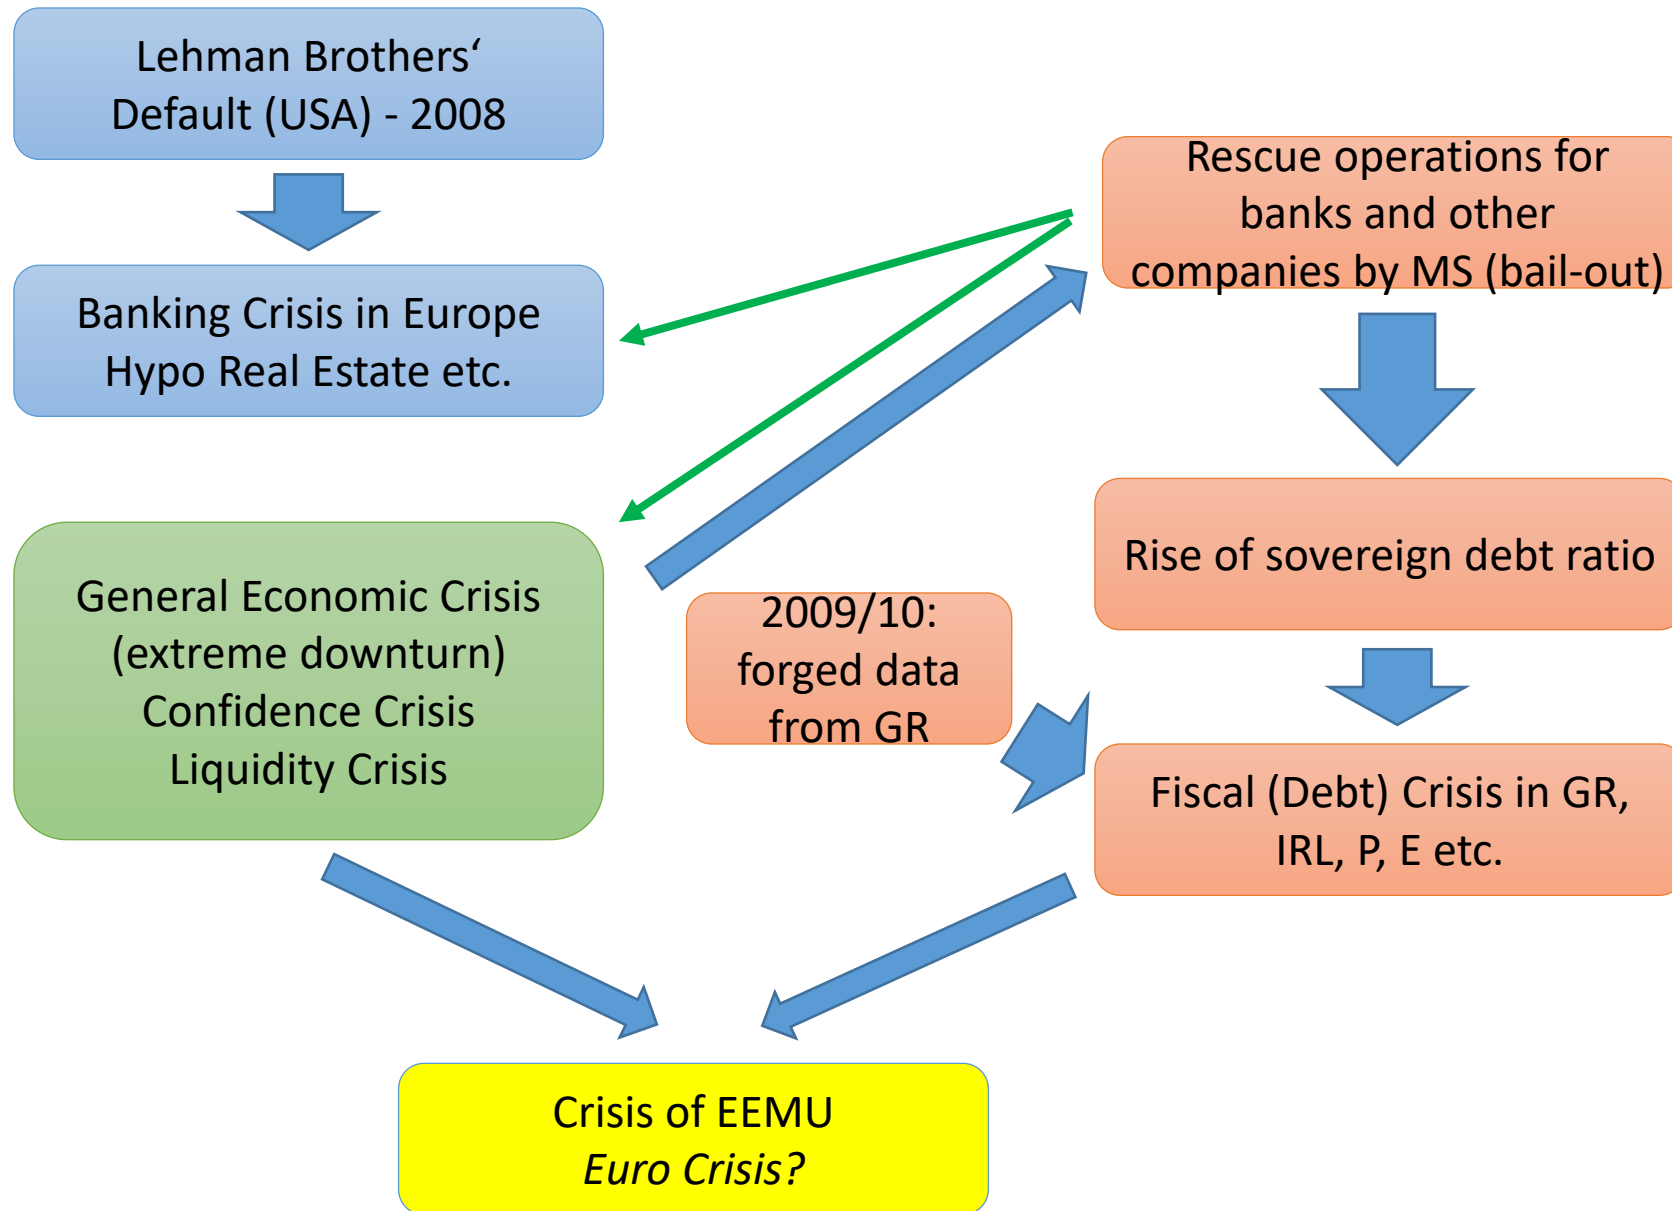 Lehman Brothers‘
Default (USA) - 2008
Rescue operations for
banks and other
companies by MS (bail-out)
Banking Crisis in Europe
Hypo Real Estate etc.
Rise of sovereign debt ratio
General Economic Crisis
(extreme downturn)
Confidence Crisis
Liquidity Crisis
2009/10:
forged data
from GR
Fiscal (Debt) Crisis in GR,
IRL, P, E etc.
Crisis of EEMU
Euro Crisis?